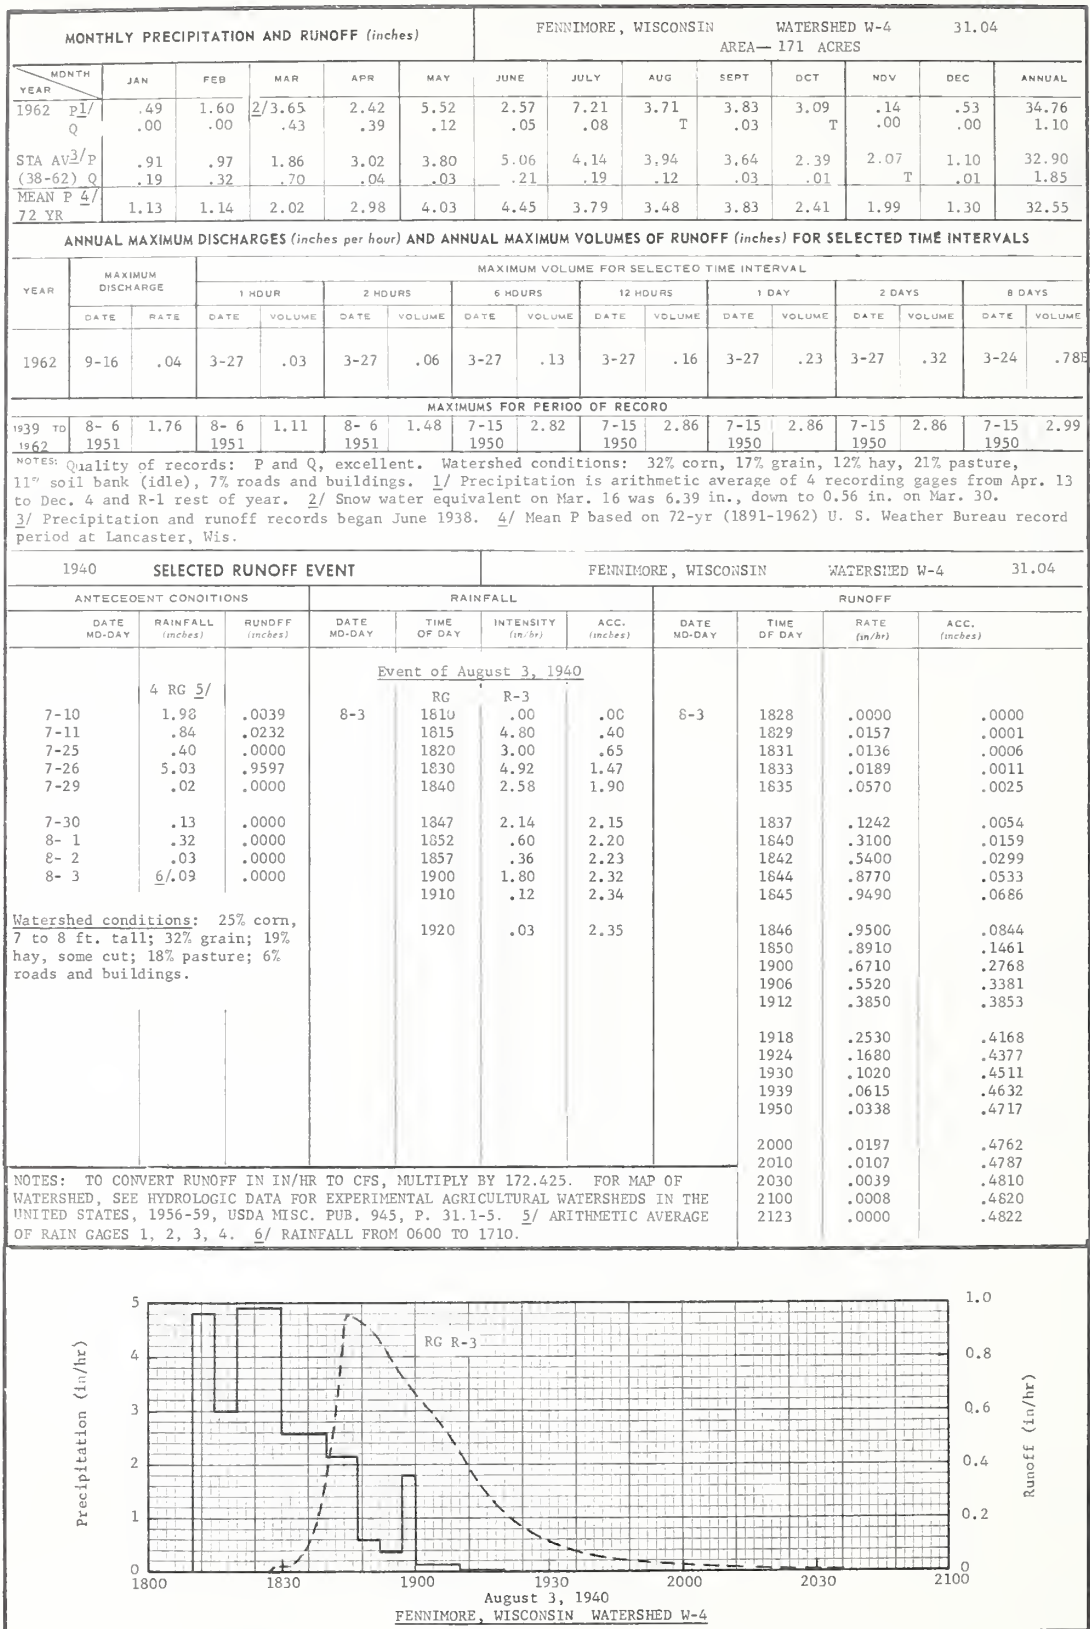 MONTHLY PRECIPITATION AND RUNOFF (inches) FENNIMORE, WISCONSIN WATERSHED W-4 31.04
AREA— 171 ACRES
MONTH YEAR JAN FEB MAR APR MAY JUNE JULY AUG SEPT OCT NOV DEC ANNUAL
1962 P1/ .49 1.60 2/3.65 2.42 5.52 2.57 7.21 3.71 3.83 3.09 .14 .53 34.76
Q .00 .00 .43 .39 .12 .05 .08 T .03 T .00 .00 1.10
STA AV3/P .91 .97 1.86 3.02 3.80 5.06 4.14 3.94 3.64 2.39 2.07 1.10 32.90
(38-62) Q .19 .32 .70 .04 .03 .21 .19 .12 .03 .01 T .01 1.85
MEAN P 4/
72 YR 1.13 1.14 2.02 2.98 4.03 4.45 3.79 3.48 3.83 2.41 1.99 1.30 32.55
ANNUAL MAXIMUM DISCHARGES (inches per hour) AND ANNUAL MAXIMUM VOLUMES OF RUNOFF (inches) FOR SELECTED TIME INTERVALS
YEAR MAXIMUM DISCHARGE MAXIMUM VOLUME FOR SELECTED TIME INTERVAL
1 HOUR 2 HOURS 6 HOURS 12 HOURS 1 DAY 2 DAYS 8 DAYS
DATE RATE DATE VOLUME DATE VOLUME DATE VOLUME DATE VOLUME DATE VOLUME DATE VOLUME DATE VOLUME
1962 9-16 .04 3-27 .03 3-27 .06 3-27 .13 3-27 .16 3-27 .23 3-27 .32 3-24 .78E
MAXIMUMS FOR PERIOD OF RECORD
1939 TO 8- 6 1.76 8- 6 1.11 8- 6 1.48 7-15 2.82 7-15 2.86 7-15 2.86 7-15 2.86 7-15 2.99
1962 1951 1951 1951 1950 1950 1950 1950 1950
NOTES: Quality of records: P and Q, excellent. Watershed conditions: 32% corn, 17% grain, 12% hay, 21% pasture,
11" soil bank (idle), 7% roads and buildings. 1/ Precipitation is arithmetic average of 4 recording gages from Apr. 13
to Dec. 4 and R-1 rest of year. 2/ Snow water equivalent on Mar. 16 was 6.39 in., down to 0.56 in. on Mar. 30.
3/ Precipitation and runoff records began June 1938. 4/ Mean P based on 72-yr (1891-1962) U. S. Weather Bureau record
period at Lancaster, Wis.
1940 SELECTED RUNOFF EVENT FENNIMORE, WISCONSIN WATERSHED W-4 31.04
ANTECEDENT CONDITIONS RAINFALL RUNOFF
DATE RAINFALL RUNOFF DATE TIME INTENSITY ACC. DATE TIME RATE ACC.
MO-DAY (inches) (inches) MO-DAY OF DAY (in/hr) (inches) MO-DAY OF DAY (in/hr) (inches)
Event of August 3, 1940
4 RG 5/ RG R-3
7-10 1.98 .0039 8-3 1810 .00 .00 8-3 1828 .0000 .0000
7-11 .84 .0232 1815 4.80 .40 1829 .0157 .0001
7-25 .40 .0000 1820 3.00 .65 1831 .0136 .0006
7-26 5.03 .9597 1830 4.92 1.47 1833 .0189 .0011
7-29 .02 .0000 1840 2.58 1.90 1835 .0570 .0025
7-30 .13 .0000 1847 2.14 2.15 1837 .1242 .0054
8- 1 .32 .0000 1852 .60 2.20 1840 .3100 .0159
8- 2 .03 .0000 1857 .36 2.23 1842 .5400 .0299
8- 3 6/.09 .0000 1900 1.80 2.32 1844 .8770 .0533
1910 .12 2.34 1845 .9490 .0686
Watershed conditions: 25% corn, 1920 .03 2.35 1846 .9500 .0844
7 to 8 ft. tall; 32% grain; 19% 1850 .8910 .1461
hay, some cut; 18% pasture; 6% 1900 .6710 .2768
roads and buildings. 1906 .5520 .3381
1912 .3850 .3853
1918 .2530 .4168
1924 .1680 .4377
1930 .1020 .4511
1939 .0615 .4632
1950 .0338 .4717
2000 .0197 .4762
2010 .0107 .4787
2030 .0039 .4810
2100 .0008 .4820
2123 .0000 .4822
NOTES: TO CONVERT RUNOFF IN IN/HR TO CFS, MULTIPLY BY 172.425. FOR MAP OF
WATERSHED, SEE HYDROLOGIC DATA FOR EXPERIMENTAL AGRICULTURAL WATERSHEDS IN THE
UNITED STATES, 1956-59, USDA MISC. PUB. 945, P. 31.1-5. 5/ ARITHMETIC AVERAGE
OF RAIN GAGES 1, 2, 3, 4. 6/ RAINFALL FROM 0600 TO 1710.
Precipitation (in/hr)
5
4
3
2
1
0
RG R-3
1.0
0.8
0.6
0.4
0.2
0
Runoff (in/hr)
1800 1830 1900 1930 2000 2030 2100
August 3, 1940
FENNIMORE, WISCONSIN WATERSHED W-4